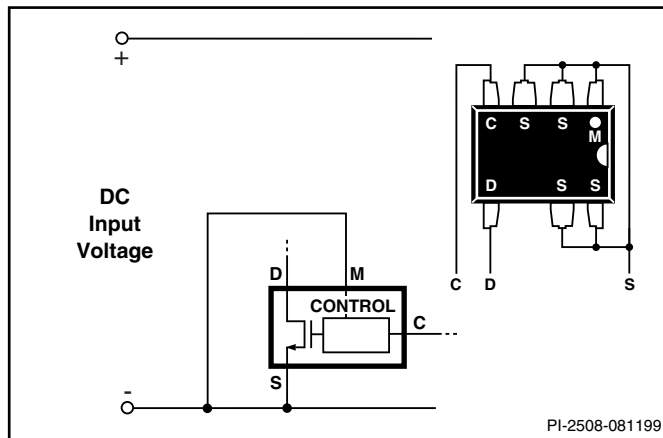 +
C S S
M
D S S
DC
Input
Voltage
D M
CONTROL
C D S
C
S
-
PI-2508-081199